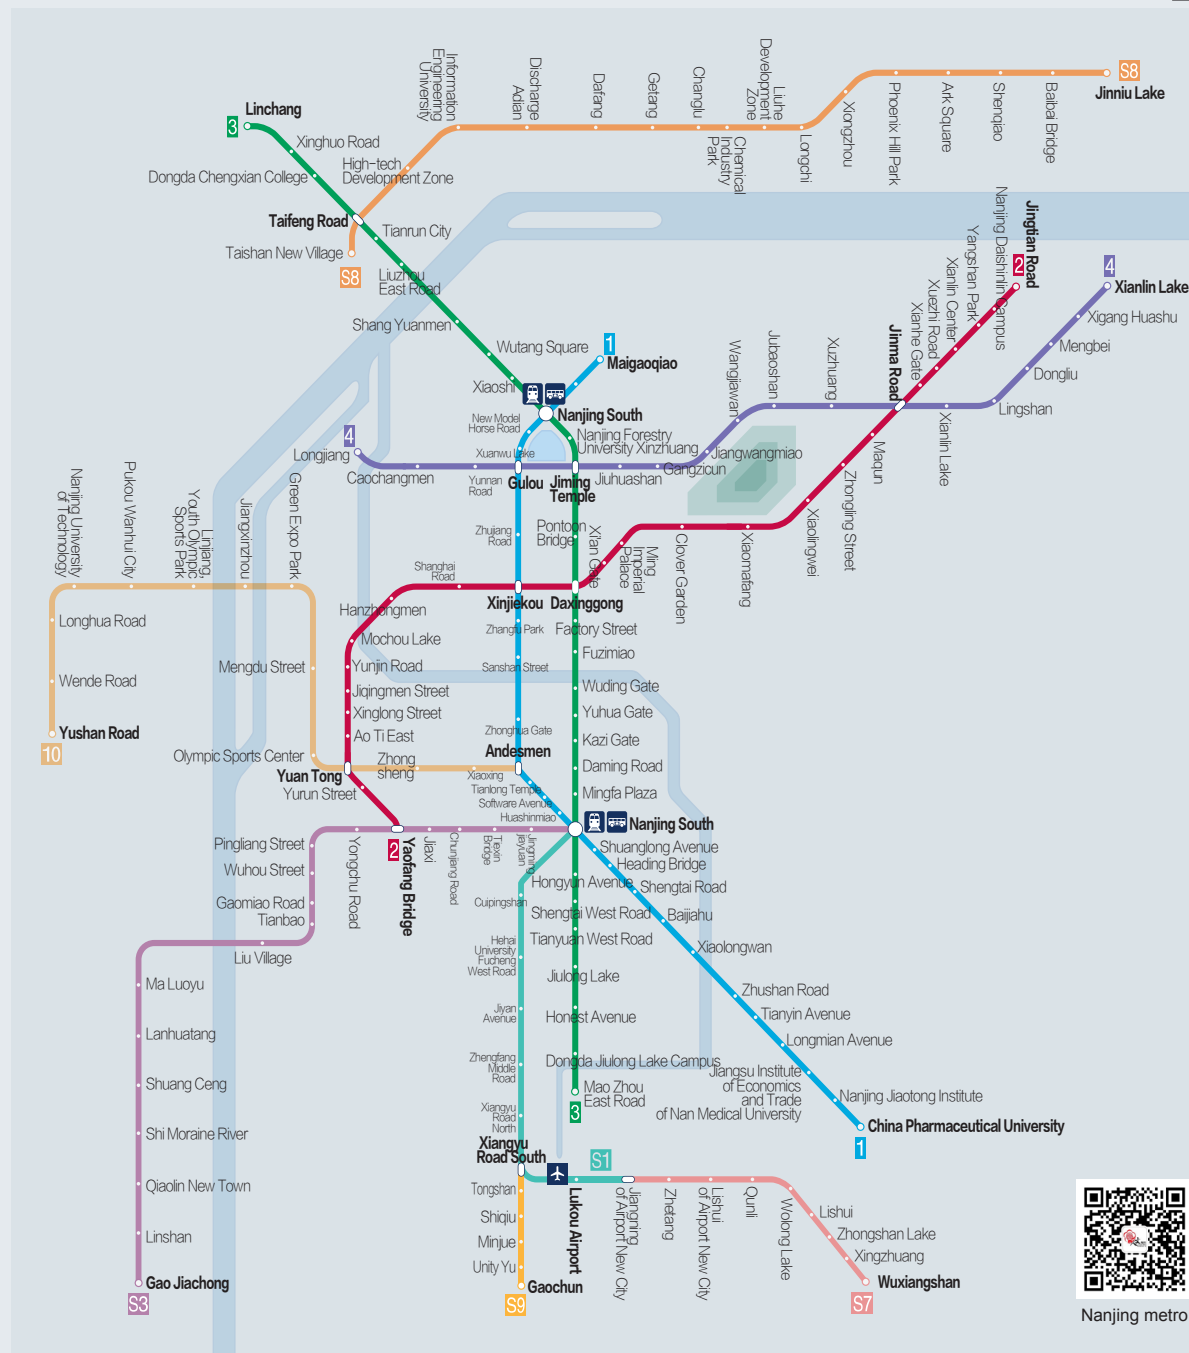 S8
Jinniu Lake
Baibai Bridge
Shenqiao
Ark Square
Phoenix Hill Park
Xiongzhou
Longchi
Liuhe
Development
Zone
Chemical
Industry
Park
Changlu
Getang
Dafang
Discharge
Adian
Information
Engineering
University
High-tech
Development Zone
Taifeng Road
Taishan New Village
S8
3
Linchang
Xinghuo Road
Dongda Chengxian College
Tianrun City
Liuzhou
East Road
Shang Yuanmen
Wutang Square
Xiaoshi
1
Maigaoqiao
Nanjing South
New Model
Horse Road
Nanjing Forestry
University Xinzhuang
Xuanwu Lake
4
Longjiang
Caochangmen
Yunnan
Road
Gulou
Jiming
Temple
Jiuhuashan
Gangzicun
Jiangwangmiao
Wangjiawan
Jubaoshan
Xuzhuang
Jinma Road
Xianlin Lake
Lingshan
Dongliu
Mengbei
Xigang Huashu
4
Xianlin Lake
2
Jingtian Road
Nanjing Daishinlin Campus
Yangshan Park
Xianlin Center
Xuezhi Road
Xianhe Gate
Maqun
Zhongling Street
Xiaolingwei
Xiaomafang
Clover Garden
Ming
Imperial
Palace
Xi'an Gate
Zhujiang
Road
Pontoon
Bridge
Shanghai
Road
Xinjiekou
Daxinggong
Hanzhongmen
Mochou Lake
Yunjin Road
Jiqingmen Street
Xinglong Street
Ao Ti East
Yuan Tong
Yurun Street
2
Yaofang Bridge
Nanjing University
of Technology
Pukou Wanhui City
Linjiang,
Youth Olympic
Sports Park
Jiangxinzhou
Green Expo Park
Longhua Road
Wende Road
Yushan Road
10
Mengdu Street
Olympic Sports Center
Zhong
sheng
Xiaoxing
Zhangfu Park
Sanshan Street
Zhonghua Gate
Andesmen
Tianlong Temple
Software Avenue
Huashinmiao
Factory Street
Fuzimiao
Wuding Gate
Yuhua Gate
Kazi Gate
Daming Road
Mingfa Plaza
Nanjing South
Shuanglong Avenue
Heading Bridge
Shengtai Road
Baijiahu
Xiaolongwan
Zhushan Road
Tianyin Avenue
Longmian Avenue
Jiangsu Institute
of Economics
and Trade
of Nan Medical University
Nanjing Jiaotong Institute
China Pharmaceutical University
1
Hongyun Avenue
Shengtai West Road
Tianyuan West Road
Jiulong Lake
Honest Avenue
Dongda Jiulong Lake Campus
Mao Zhou
East Road
3
Pingliang Street
Wuhou Street
Gaomiao Road
Tianbao
Liu Village
Yongchu Road
Jiaxi
Chunjiang Road
Tiexin
Bridge
Jingming
jiayuan
Ma Luoyu
Lanhuatang
Shuang Ceng
Shi Moraine River
Qiaolin New Town
Linshan
Gao Jiachong
S3
Cuipingshan
Hehai
University
Fucheng
West Road
Jiyan
Avenue
Zhengfang
Middle
Road
Xiangyu
Road
North
Xiangyu
Road South
S1
Tongshan
Shiqiu
Minjue
Unity Yu
Gaochun
S9
Lukou Airport
Jiangning
of Airport New City
Zhetang
Lishui
of Airport New City
Qunli
Wolong Lake
Lishui
Zhongshan Lake
Xingzhuang
Wuxiangshan
S7
Nanjing metro